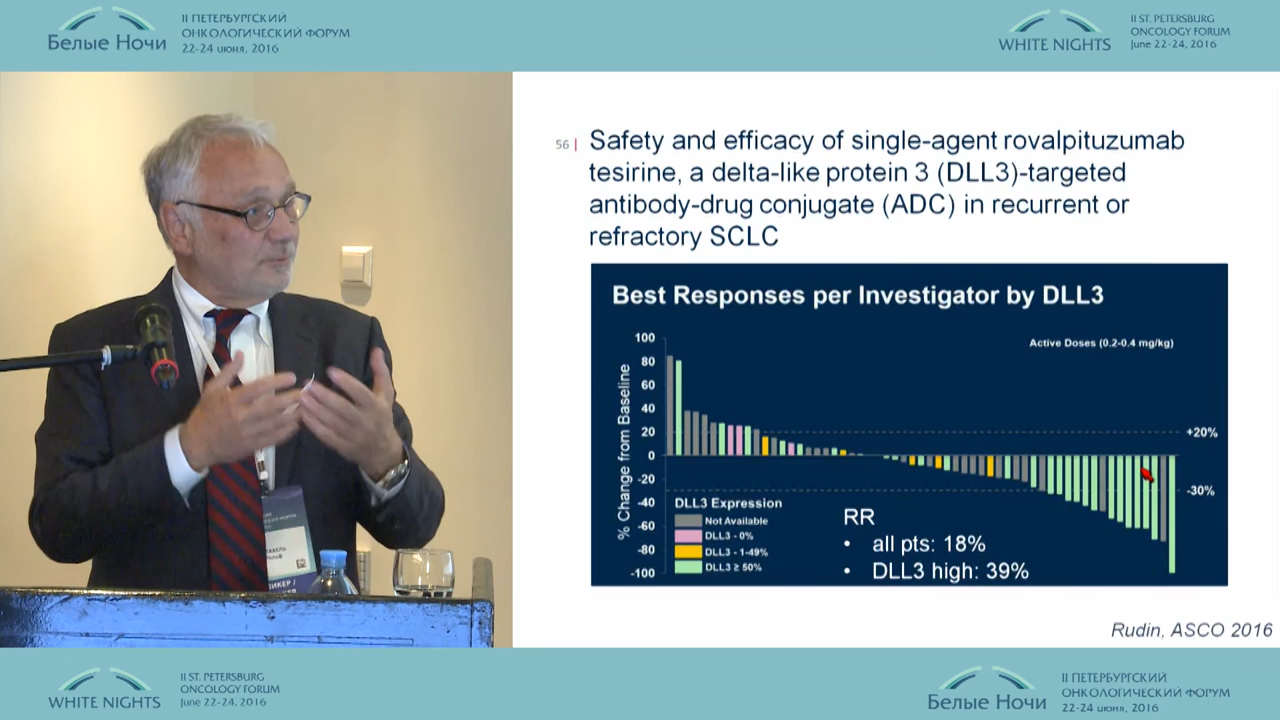 Белые Ночи
II ПЕТЕРБУРГСКИЙ
ОНКОЛОГИЧЕСКИЙ ФОРУМ
22-24 июня, 2016
WHITE NIGHTS
II ST. PETERSBURG
ONCOLOGY FORUM
June 22-24, 2016
56
Safety and efficacy of single-agent rovalpituzumab
tesirine, a delta-like protein 3 (DLL3)-targeted
antibody-drug conjugate (ADC) in recurrent or
refractory SCLC
Best Responses per Investigator by DLL3
Active Doses (0.2-0.4 mg/kg)
% Change from Baseline
100
80
60
40
20
0
-20
-40
-60
-80
-100
+20%
-30%
DLL3 Expression
Not Available
DLL3 - 0%
DLL3 - 1-49%
DLL3 ≥ 50%
RR
• all pts: 18%
• DLL3 high: 39%
Rudin, ASCO 2016
WHITE NIGHTS
II ST. PETERSBURG
ONCOLOGY FORUM
June 22-24, 2016
Белые Ночи
II ПЕТЕРБУРГСКИЙ
ОНКОЛОГИЧЕСКИЙ ФОРУМ
22-24 июня, 2016